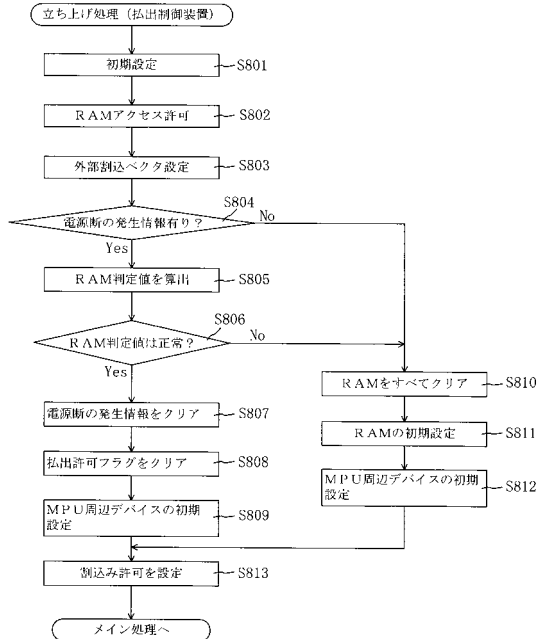 立ち上げ処理(払出制御装置)
初期設定
S801
RAMアクセス許可
S802
外部割込ベクタ設定
S803
S804
電源断の発生情報有り?
No
Yes
RAM判定値を算出
S805
S806
RAM判定値は正常?
No
Yes
電源断の発生情報をクリア
S807
払出許可フラグをクリア
S808
MPU周辺デバイスの初期
設定
S809
RAMをすべてクリア
S810
RAMの初期設定
S811
MPU周辺デバイスの初期
設定
S812
割込み許可を設定
S813
メイン処理へ